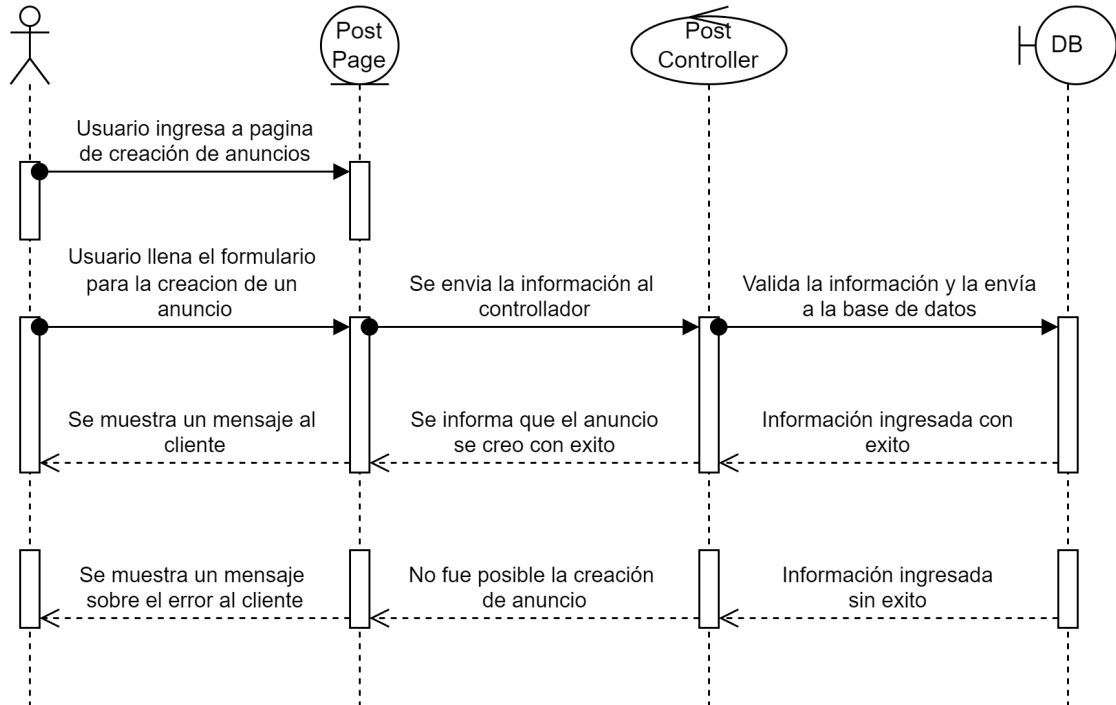 Post
Page
Post
Controller
DB
Usuario ingresa a pagina
de creación de anuncios
Usuario llena el formulario
para la creacion de un
anuncio
Se envia la información al
controllador
Valida la información y la envía
a la base de datos
Se muestra un mensaje al
cliente
Se informa que el anuncio
se creo con exito
Información ingresada con
exito
Se muestra un mensaje
sobre el error al cliente
No fue posible la creación
de anuncio
Información ingresada
sin exito